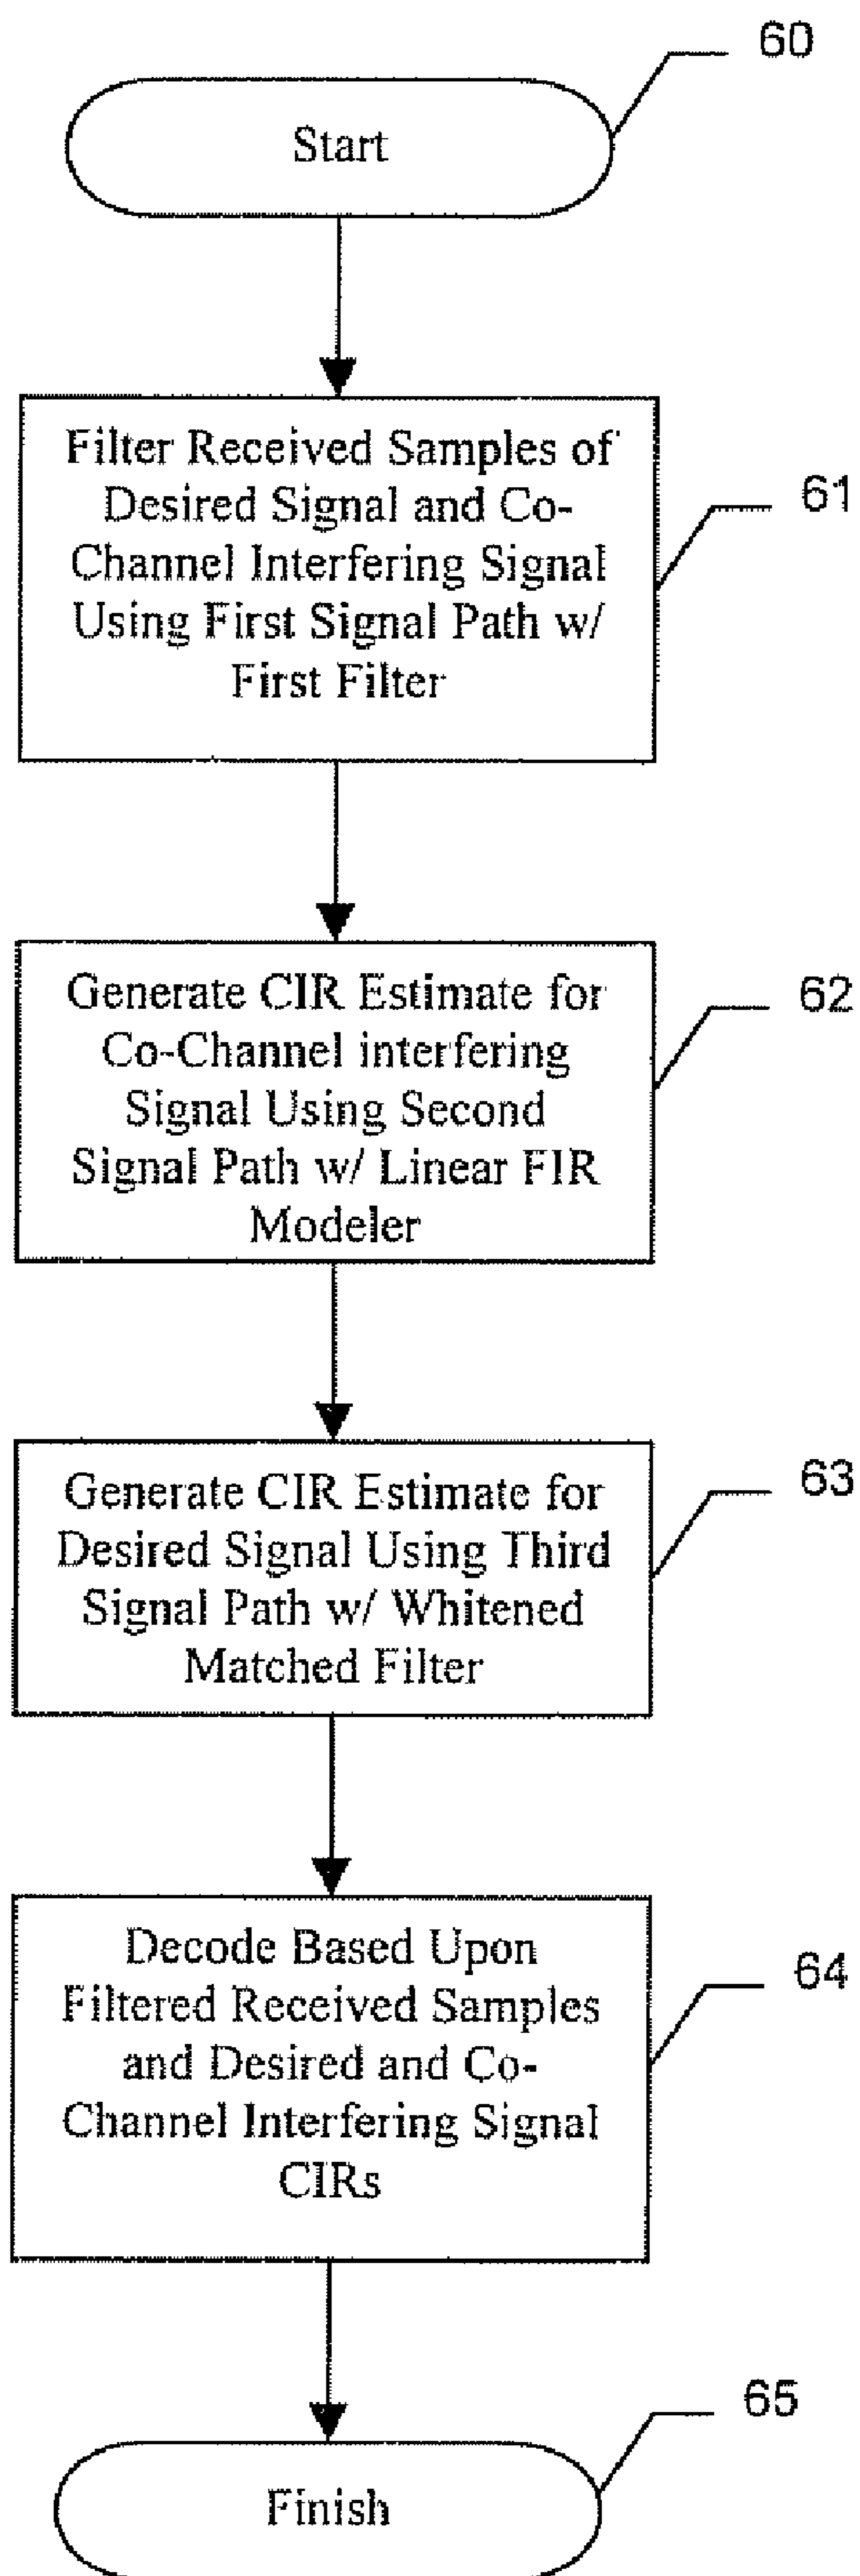 60
Start
Filter Received Samples of
Desired Signal and Co-
Channel Interfering Signal
Using First Signal Path w/
First Filter
61
Generate CIR Estimate for
Co-Channel interfering
Signal Using Second
Signal Path w/ Linear FIR
Modeler
62
Generate CIR Estimate for
Desired Signal Using Third
Signal Path w/ Whitened
Matched Filter
63
Decode Based Upon
Filtered Received Samples
and Desired and Co-
Channel Interfering Signal
CIRs
64
65
Finish